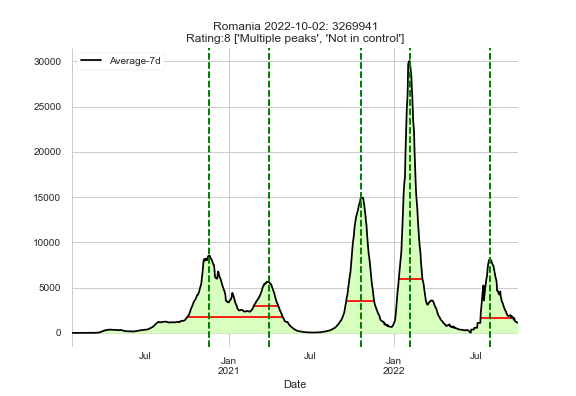 Romania 2022-10-02: 3269941
Rating:8 ['Multiple peaks', 'Not in control']
Average-7d
30000
25000
20000
15000
10000
5000
0
Jul
Jan
2021
Jul
Jan
2022
Jul
Date